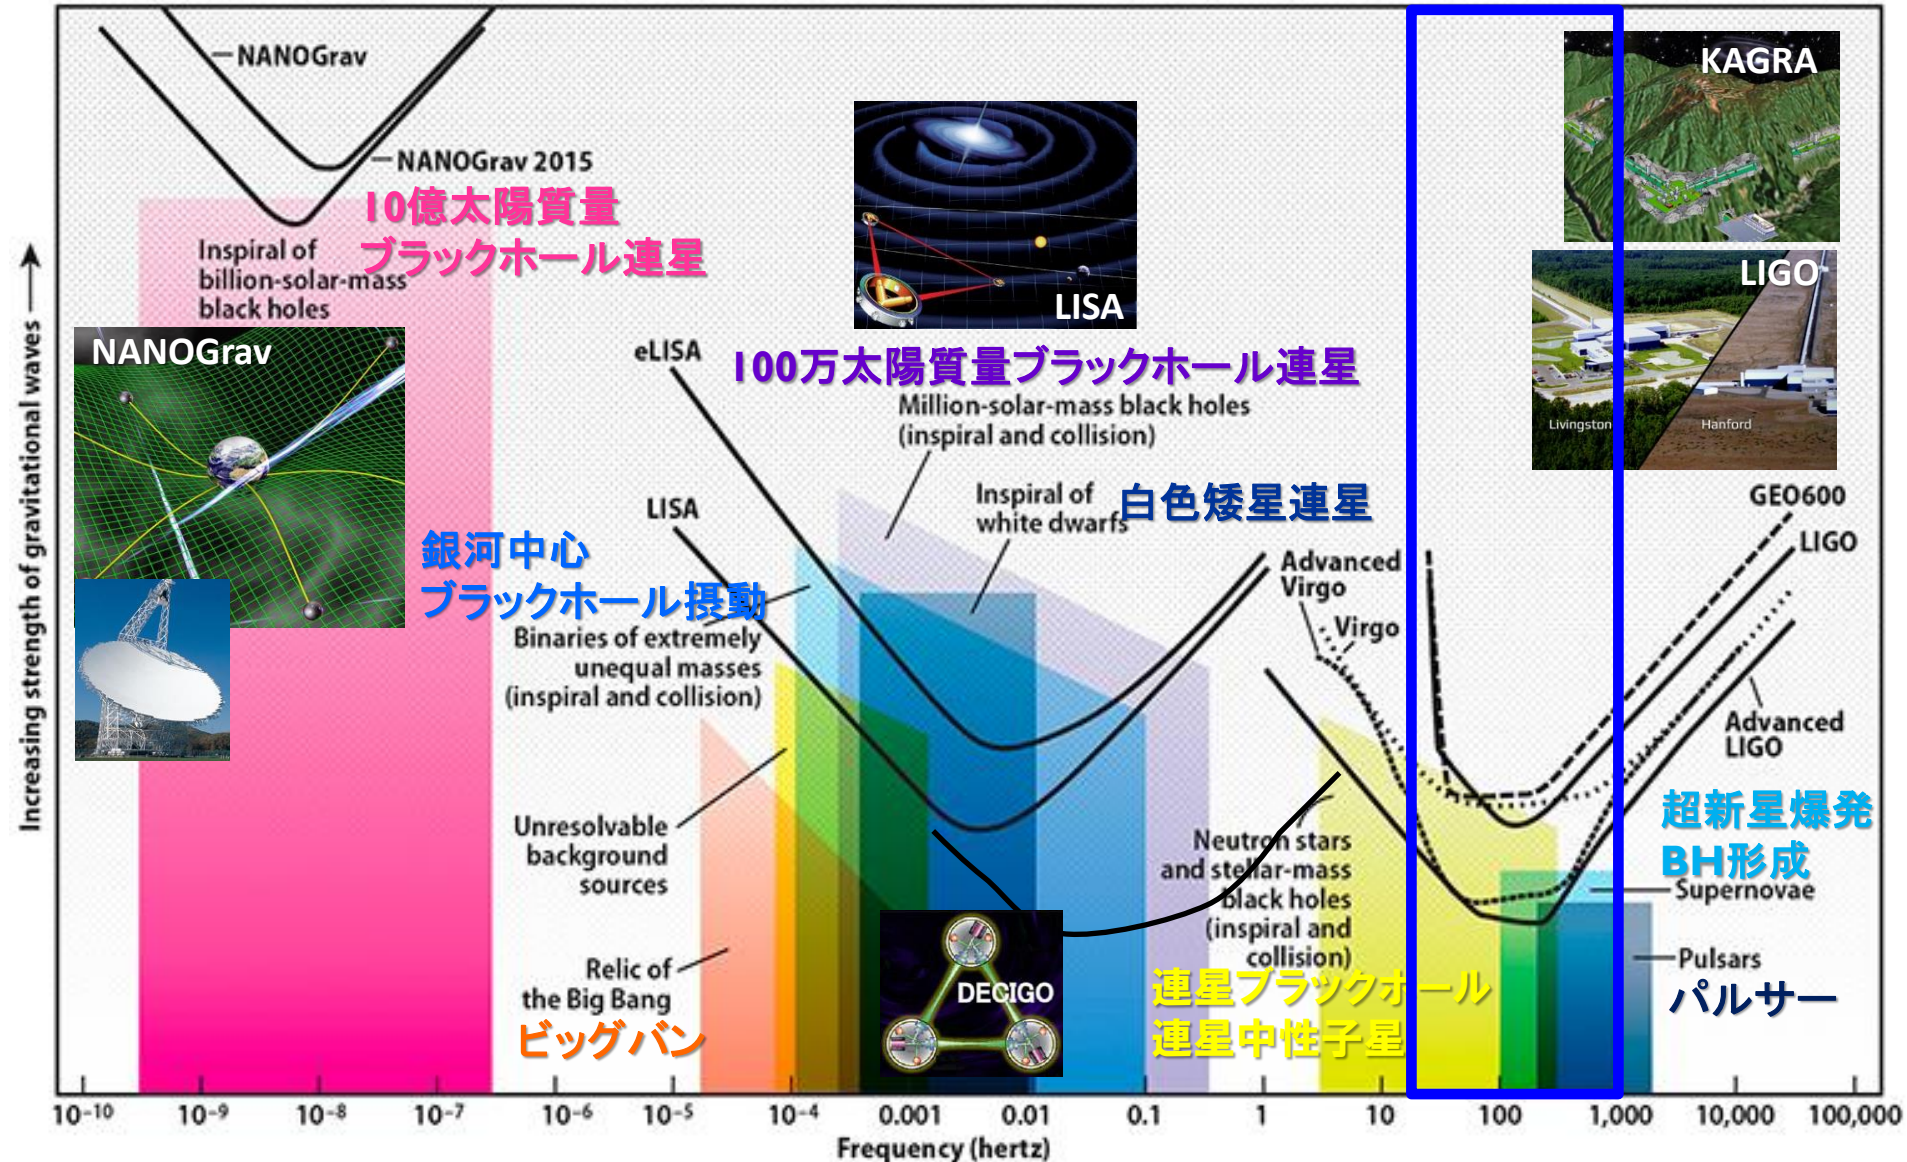 NANOGrav
NANOGrav 2015
10億太陽質量
ブラックホール連星
Inspiral of
billion-solar-mass
black holes
NANOGrav
LISA
KAGRA
LIGO
Livingston
Hanford
eLISA
100万太陽質量ブラックホール連星
Million-solar-mass black holes
(inspiral and collision)
LISA
Inspiral of
white dwarfs
白色矮星連星
GEO600
LIGO
銀河中心
ブラックホール摂動
Binaries of extremely
unequal masses
(inspiral and collision)
Advanced
Virgo
Virgo
Advanced
LIGO
Unresolvable
background
sources
Neutron stars
and stellar-mass
black holes
(inspiral and
collision)
超新星爆発
BH形成
Supernovae
Relic of
the Big Bang
ビッグバン
DECIGO
連星ブラックホール
連星中性子星
Pulsars
パルサー
Increasing strength of gravitational waves
10⁻¹⁰ 10⁻⁹ 10⁻⁸ 10⁻⁷ 10⁻⁶ 10⁻⁵ 10⁻⁴ 0.001 0.01 0.1 1 10 100 1,000 10,000 100,000
Frequency (hertz)